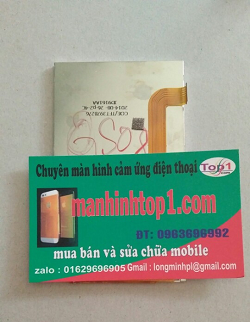 GS08
Chuyên màn hình cảm ứng điện thoại Top1
manhinhtop1.com
ĐT: 0963696992
mua bán và sửa chữa mobile
zalo : 01629696905 Gmail : longminhpl@gmail.com